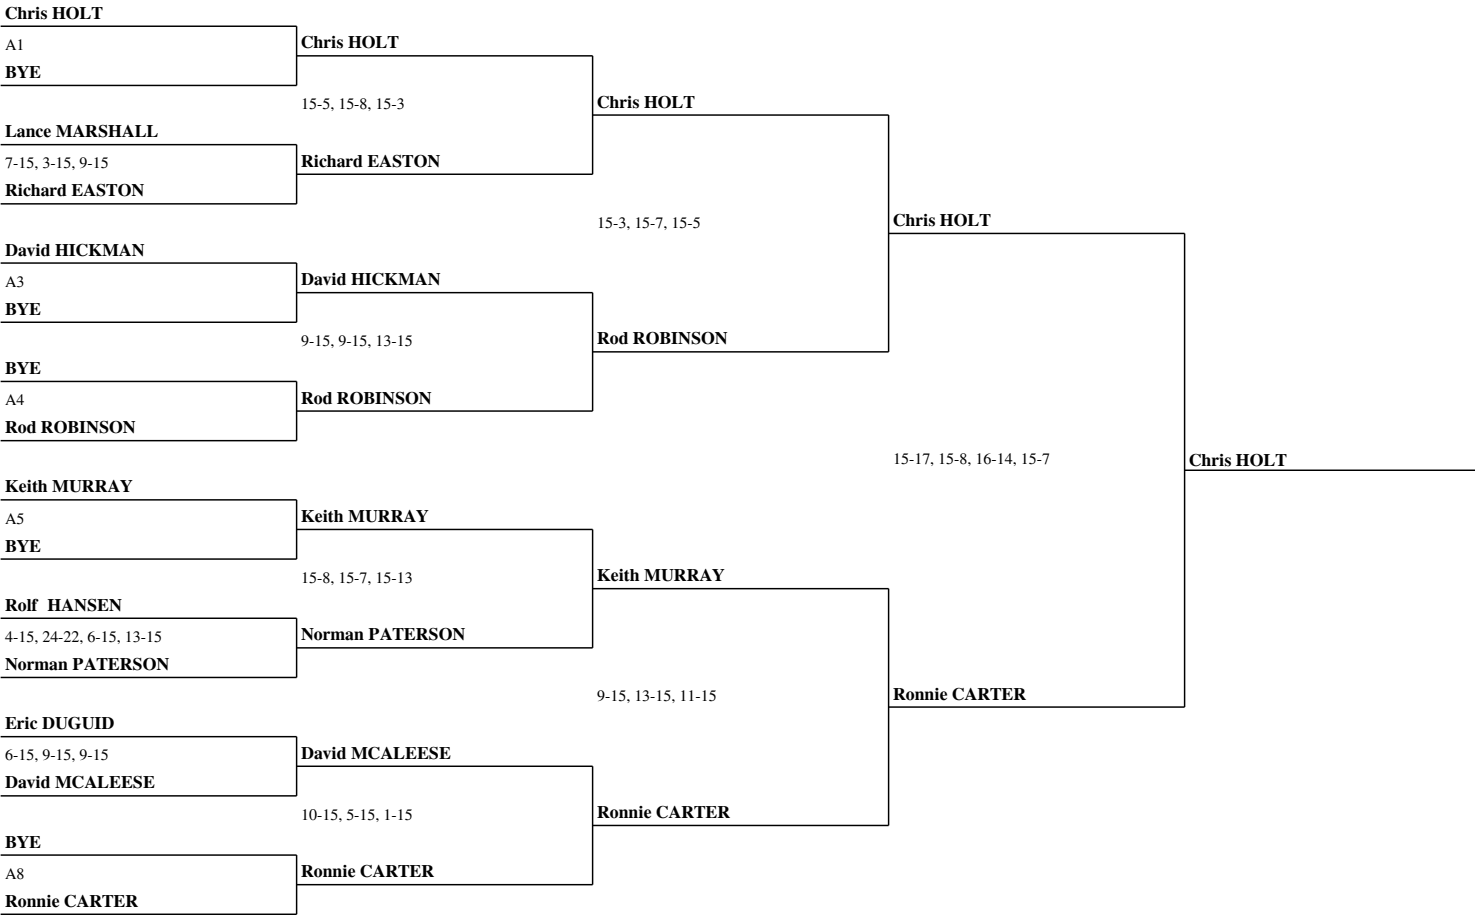 Chris HOLT
A1
BYE
Lance MARSHALL
7-15, 3-15, 9-15
Richard EASTON
David HICKMAN
A3
BYE
BYE
A4
Rod ROBINSON
Keith MURRAY
A5
BYE
Rolf  HANSEN
4-15, 24-22, 6-15, 13-15
Norman PATERSON
Eric DUGUID
6-15, 9-15, 9-15
David MCALEESE
BYE
A8
Ronnie CARTER
Chris HOLT
15-5, 15-8, 15-3
Richard EASTON
David HICKMAN
9-15, 9-15, 13-15
Rod ROBINSON
Keith MURRAY
15-8, 15-7, 15-13
Norman PATERSON
David MCALEESE
10-15, 5-15, 1-15
Ronnie CARTER
Chris HOLT
15-3, 15-7, 15-5
Rod ROBINSON
Keith MURRAY
9-15, 13-15, 11-15
Ronnie CARTER
Chris HOLT
15-17, 15-8, 16-14, 15-7
Ronnie CARTER
Chris HOLT